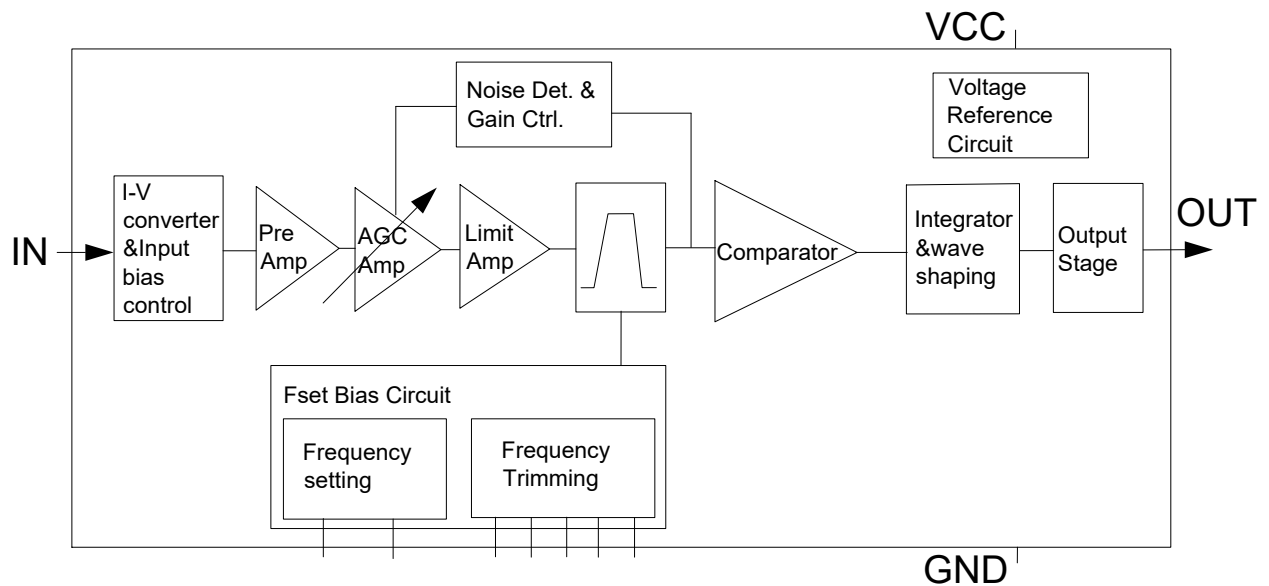 VCC
Noise Det. &
Gain Ctrl.
Voltage
Reference
Circuit
IN
I-V
converter
&Input
bias
control
Pre
Amp
AGC
Amp
Limit
Amp
Comparator
Integrator
&wave
shaping
Output
Stage
OUT
Fset Bias Circuit
Frequency
setting
Frequency
Trimming
GND